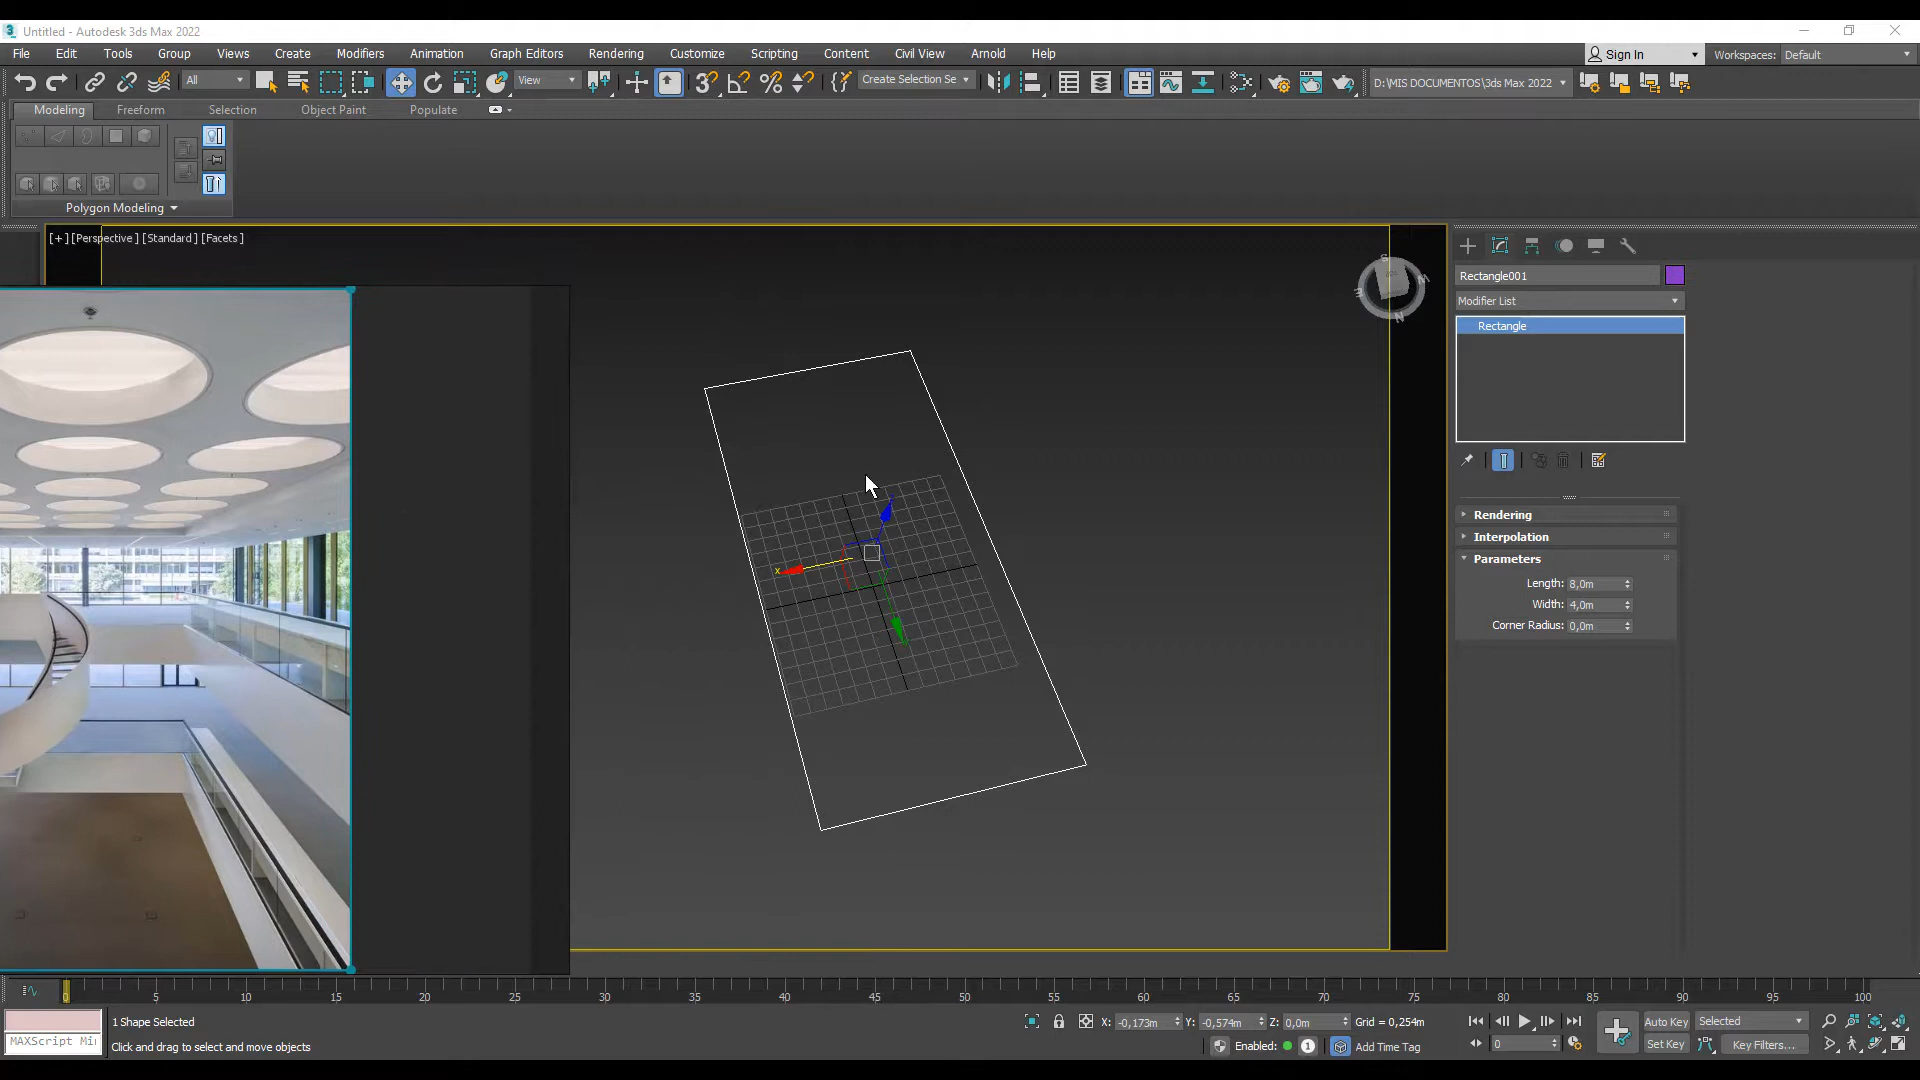 Untitled - Autodesk 3ds Max 2022
File Edit Tools Group Views Create Modifiers Animation Graph Editors Rendering Customize Scripting Content Civil View Arnold Help
Sign In Workspaces: Default
All View Create Selection Se D:\MIS DOCUMENTOS\3ds Max 2022
Modeling Freeform Selection Object Paint Populate
Polygon Modeling
[+] [Perspective] [Standard] [Facets]
S
W
E
N
Rectangle001
Modifier List
Rectangle
x
Rendering
Interpolation
Parameters
Length: 8,0m
Width: 4,0m
Corner Radius: 0,0m
0 5 10 15 20 25 30 35 40 45 50 55 60 65 70 75 80 85 90 95 100
1 Shape Selected
X: -0,173m Y: -0,574m Z: 0,0m Grid = 0,254m
Auto Key Selected
MAXScript Mi
Click and drag to select and move objects
Enabled: 1 Add Time Tag
0 Set Key Key Filters...